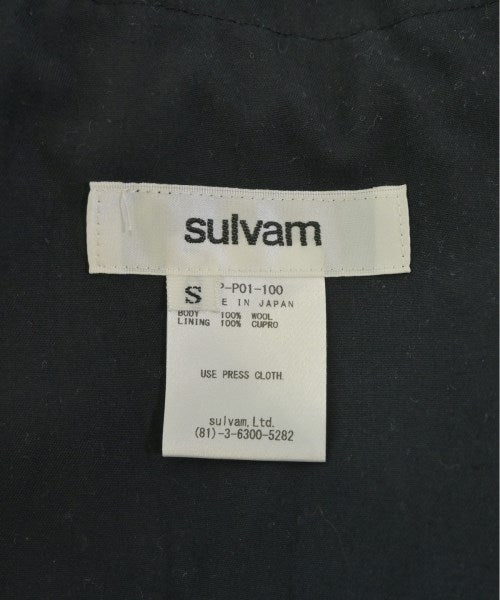 sulvam
S
P-P01-100
E IN JAPAN
BODY 100% WOOL
LINING 100% CUPRO
USE PRESS CLOTH.
sulvam,Ltd.
(81)-3-6300-5282